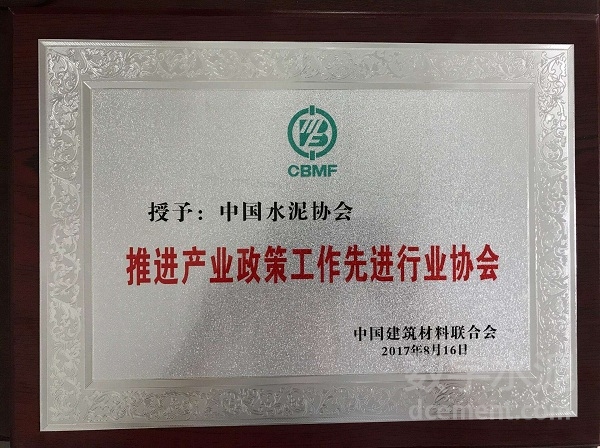 CBMF
授予：中国水泥协会
推进产业政策工作先进行业协会
中国建筑材料联合会
2017年8月16日
dcement.com